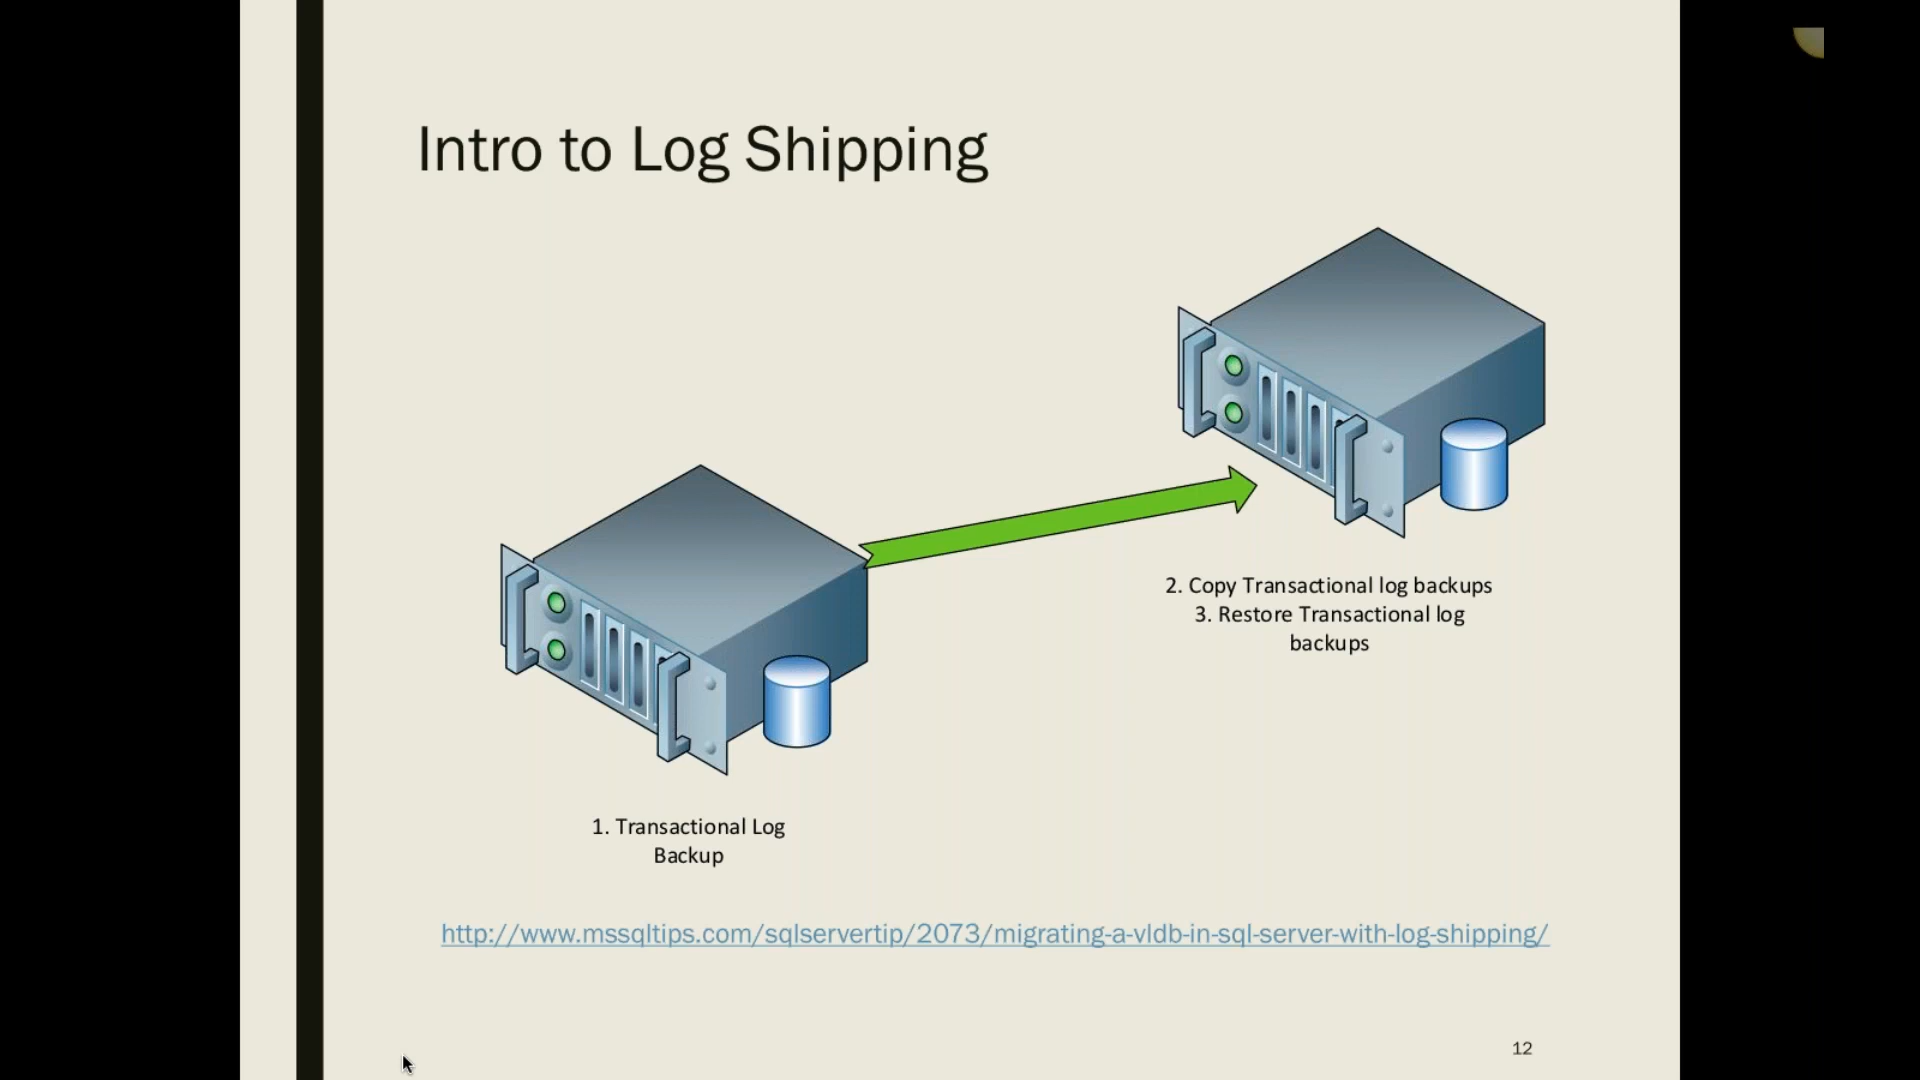 Intro to Log Shipping
2. Copy Transactional log backups
3. Restore Transactional log
backups
1. Transactional Log
Backup
http://www.mssqltips.com/sqlservertip/2073/migrating-a-vldb-in-sql-server-with-log-shipping/
12